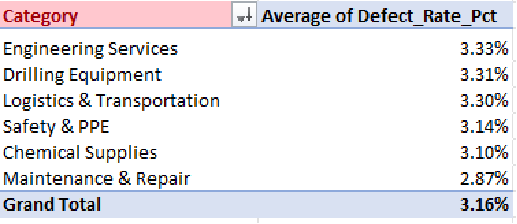 Category Average of Defect_Rate_Pct
Engineering Services 3.33%
Drilling Equipment 3.31%
Logistics & Transportation 3.30%
Safety & PPE 3.14%
Chemical Supplies 3.10%
Maintenance & Repair 2.87%
Grand Total 3.16%